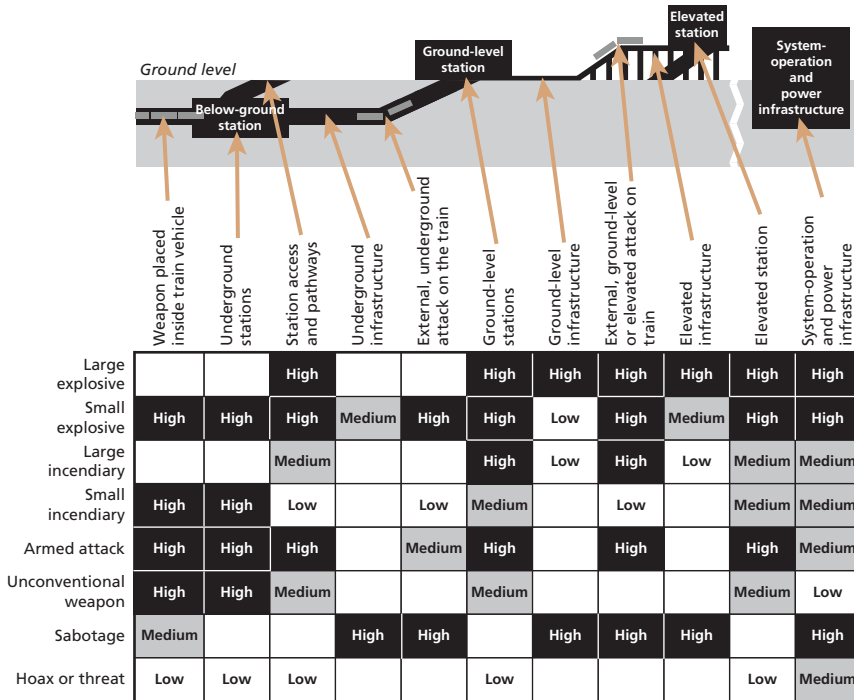 Elevated
station
Ground-level
station
System-
operation
and
power
infrastructure
Ground level
Below-ground
station
Weapon placed
inside train vehicle
Underground
stations
Station access
and pathways
Underground
infrastructure
External, underground
attack on the train
Ground-level
stations
Ground-level
infrastructure
External, ground-level
or elevated attack on
train
Elevated
infrastructure
Elevated station
System-operation
and power
infrastructure
Large
explosive
High High High High High High High
Small
explosive
High High High Medium High High Low High Medium High High
Large
incendiary
Medium High Low High Low Medium Medium
Small
incendiary
High High Low Low Medium Low Medium Medium
Armed attack High High High Medium High High High Medium
Unconventional
weapon
High High Medium Medium Medium Low
Sabotage Medium High High High High High High
Hoax or threat Low Low Low Low Low Medium